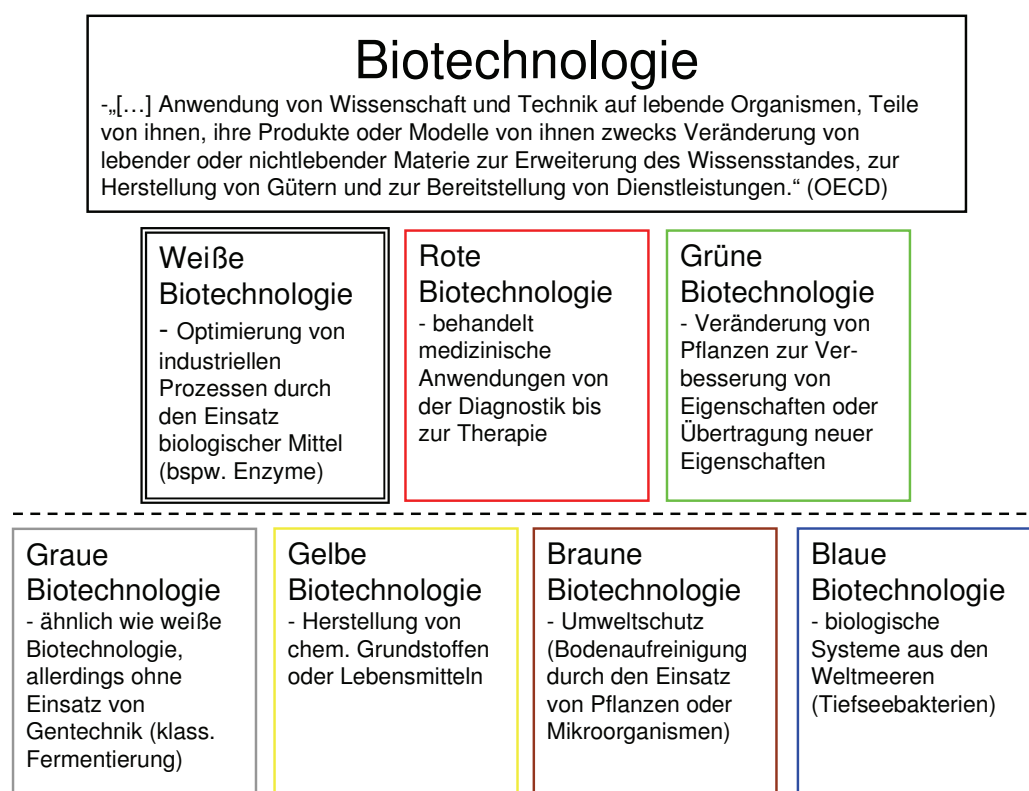 Biotechnologie
-„[…] Anwendung von Wissenschaft und Technik auf lebende Organismen, Teile
von ihnen, ihre Produkte oder Modelle von ihnen zwecks Veränderung von
lebender oder nichtlebender Materie zur Erweiterung des Wissensstandes, zur
Herstellung von Gütern und zur Bereitstellung von Dienstleistungen.“ (OECD)
Weiße
Biotechnologie
- Optimierung von
industriellen
Prozessen durch
den Einsatz
biologischer Mittel
(bspw. Enzyme)
Rote
Biotechnologie
- behandelt
medizinische
Anwendungen von
der Diagnostik bis
zur Therapie
Grüne
Biotechnologie
- Veränderung von
Pflanzen zur Ver-
besserung von
Eigenschaften oder
Übertragung neuer
Eigenschaften
Graue
Biotechnologie
- ähnlich wie weiße
Biotechnologie,
allerdings ohne
Einsatz von
Gentechnik (klass.
Fermentierung)
Gelbe
Biotechnologie
- Herstellung von
chem. Grundstoffen
oder Lebensmitteln
Braune
Biotechnologie
- Umweltschutz
(Bodenaufreinigung
durch den Einsatz
von Pflanzen oder
Mikroorganismen)
Blaue
Biotechnologie
- biologische
Systeme aus den
Weltmeeren
(Tiefseebakterien)